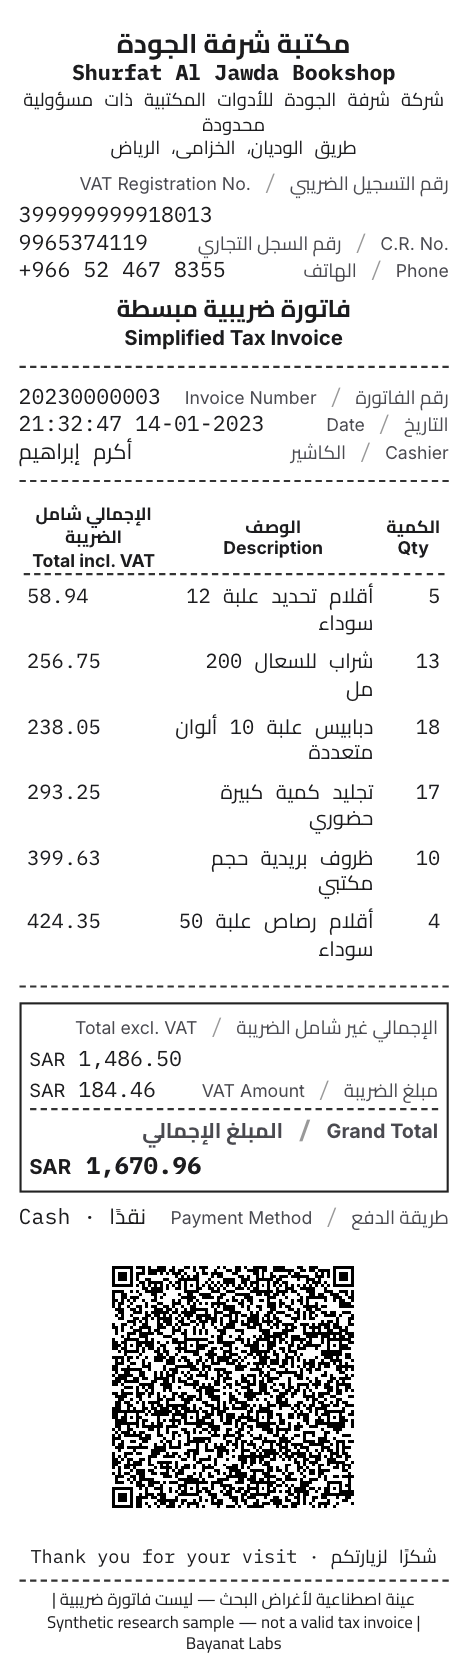 مكتبة شرفة الجودة
Shurfat Al Jawda Bookshop
شركة شرفة الجودة للأدوات المكتبية ذات مسؤولية
محدودة
طريق الوديان، الخزامى، الرياض
رقم التسجيل الضريبي / VAT Registration No.
399999999918013
C.R. No. / رقم السجل التجاري 9965374119
Phone / الهاتف +966 52 467 8355
فاتورة ضريبية مبسطة
Simplified Tax Invoice
رقم الفاتورة / Invoice Number 20230000003
التاريخ / Date 21:32:47 14-01-2023
Cashier / الكاشير أكرم إبراهيم
الكمية الوصف الإجمالي شامل الضريبة
Qty Description Total incl. VAT
5 أقلام تحديد علبة 12 58.94
سوداء
13 شراب للسعال 200 256.75
مل
18 دبابيس علبة 10 ألوان 238.05
متعددة
17 تجليد كمية كبيرة 293.25
حضوري
10 ظروف بريدية حجم 399.63
مكتبي
4 أقلام رصاص علبة 50 424.35
سوداء
الإجمالي غير شامل الضريبة / Total excl. VAT
SAR 1,486.50
مبلغ الضريبة / VAT Amount SAR 184.46
Grand Total / المبلغ الإجمالي
SAR 1,670.96
طريقة الدفع / Payment Method نقدًا · Cash
شكرًا لزيارتكم · Thank you for your visit
عينة اصطناعية لأغراض البحث — ليست فاتورة ضريبية |
Synthetic research sample — not a valid tax invoice |
Bayanat Labs